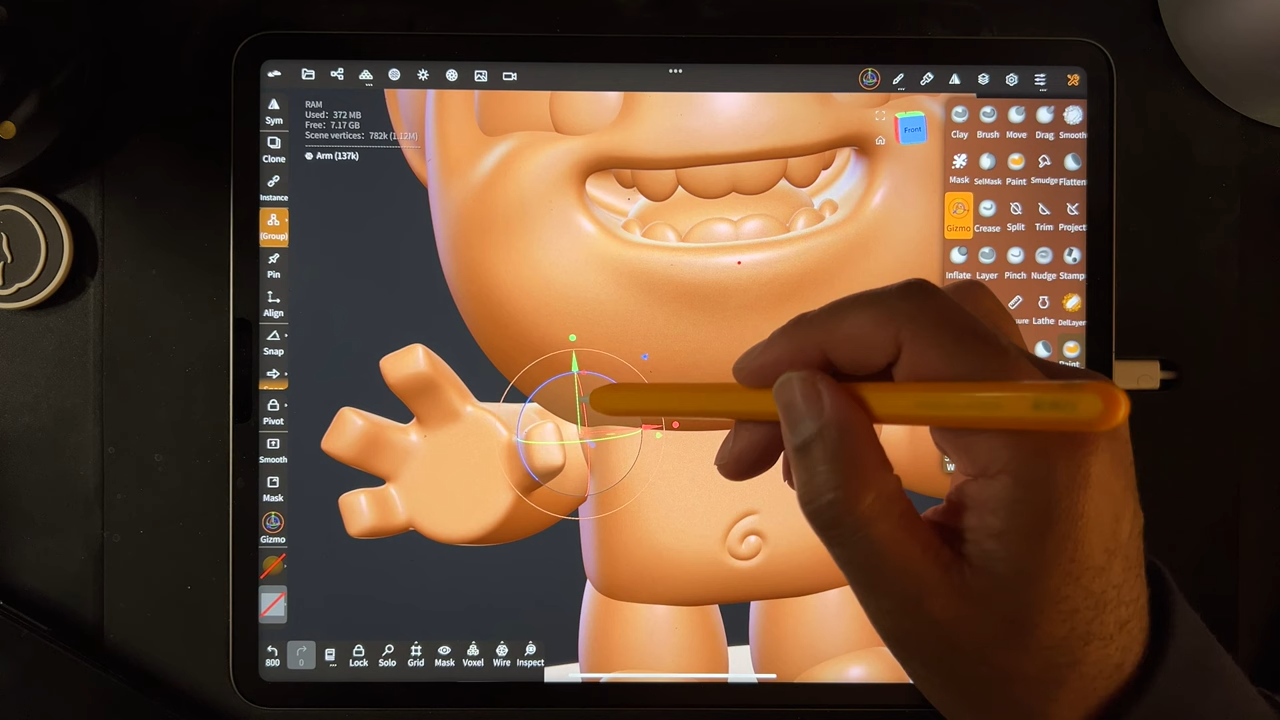 RAM
Used: 372 MB
Free: 7.17 GB
Scene vertices: 782k (1.12M)
Arm (137k)
Front
Sym
Clone
Instance
(Group)
Pin
Align
Snap
Pivot
Smooth
Mask
Gizmo
Clay Brush Move Drag Smooth
Mask SelMask Paint Smudge Flatten
Gizmo Crease Split Trim Project
Inflate Layer Pinch Nudge Stamp
Lathe DelLayer
800 0 Lock Solo Grid Mask Voxel Wire Inspect